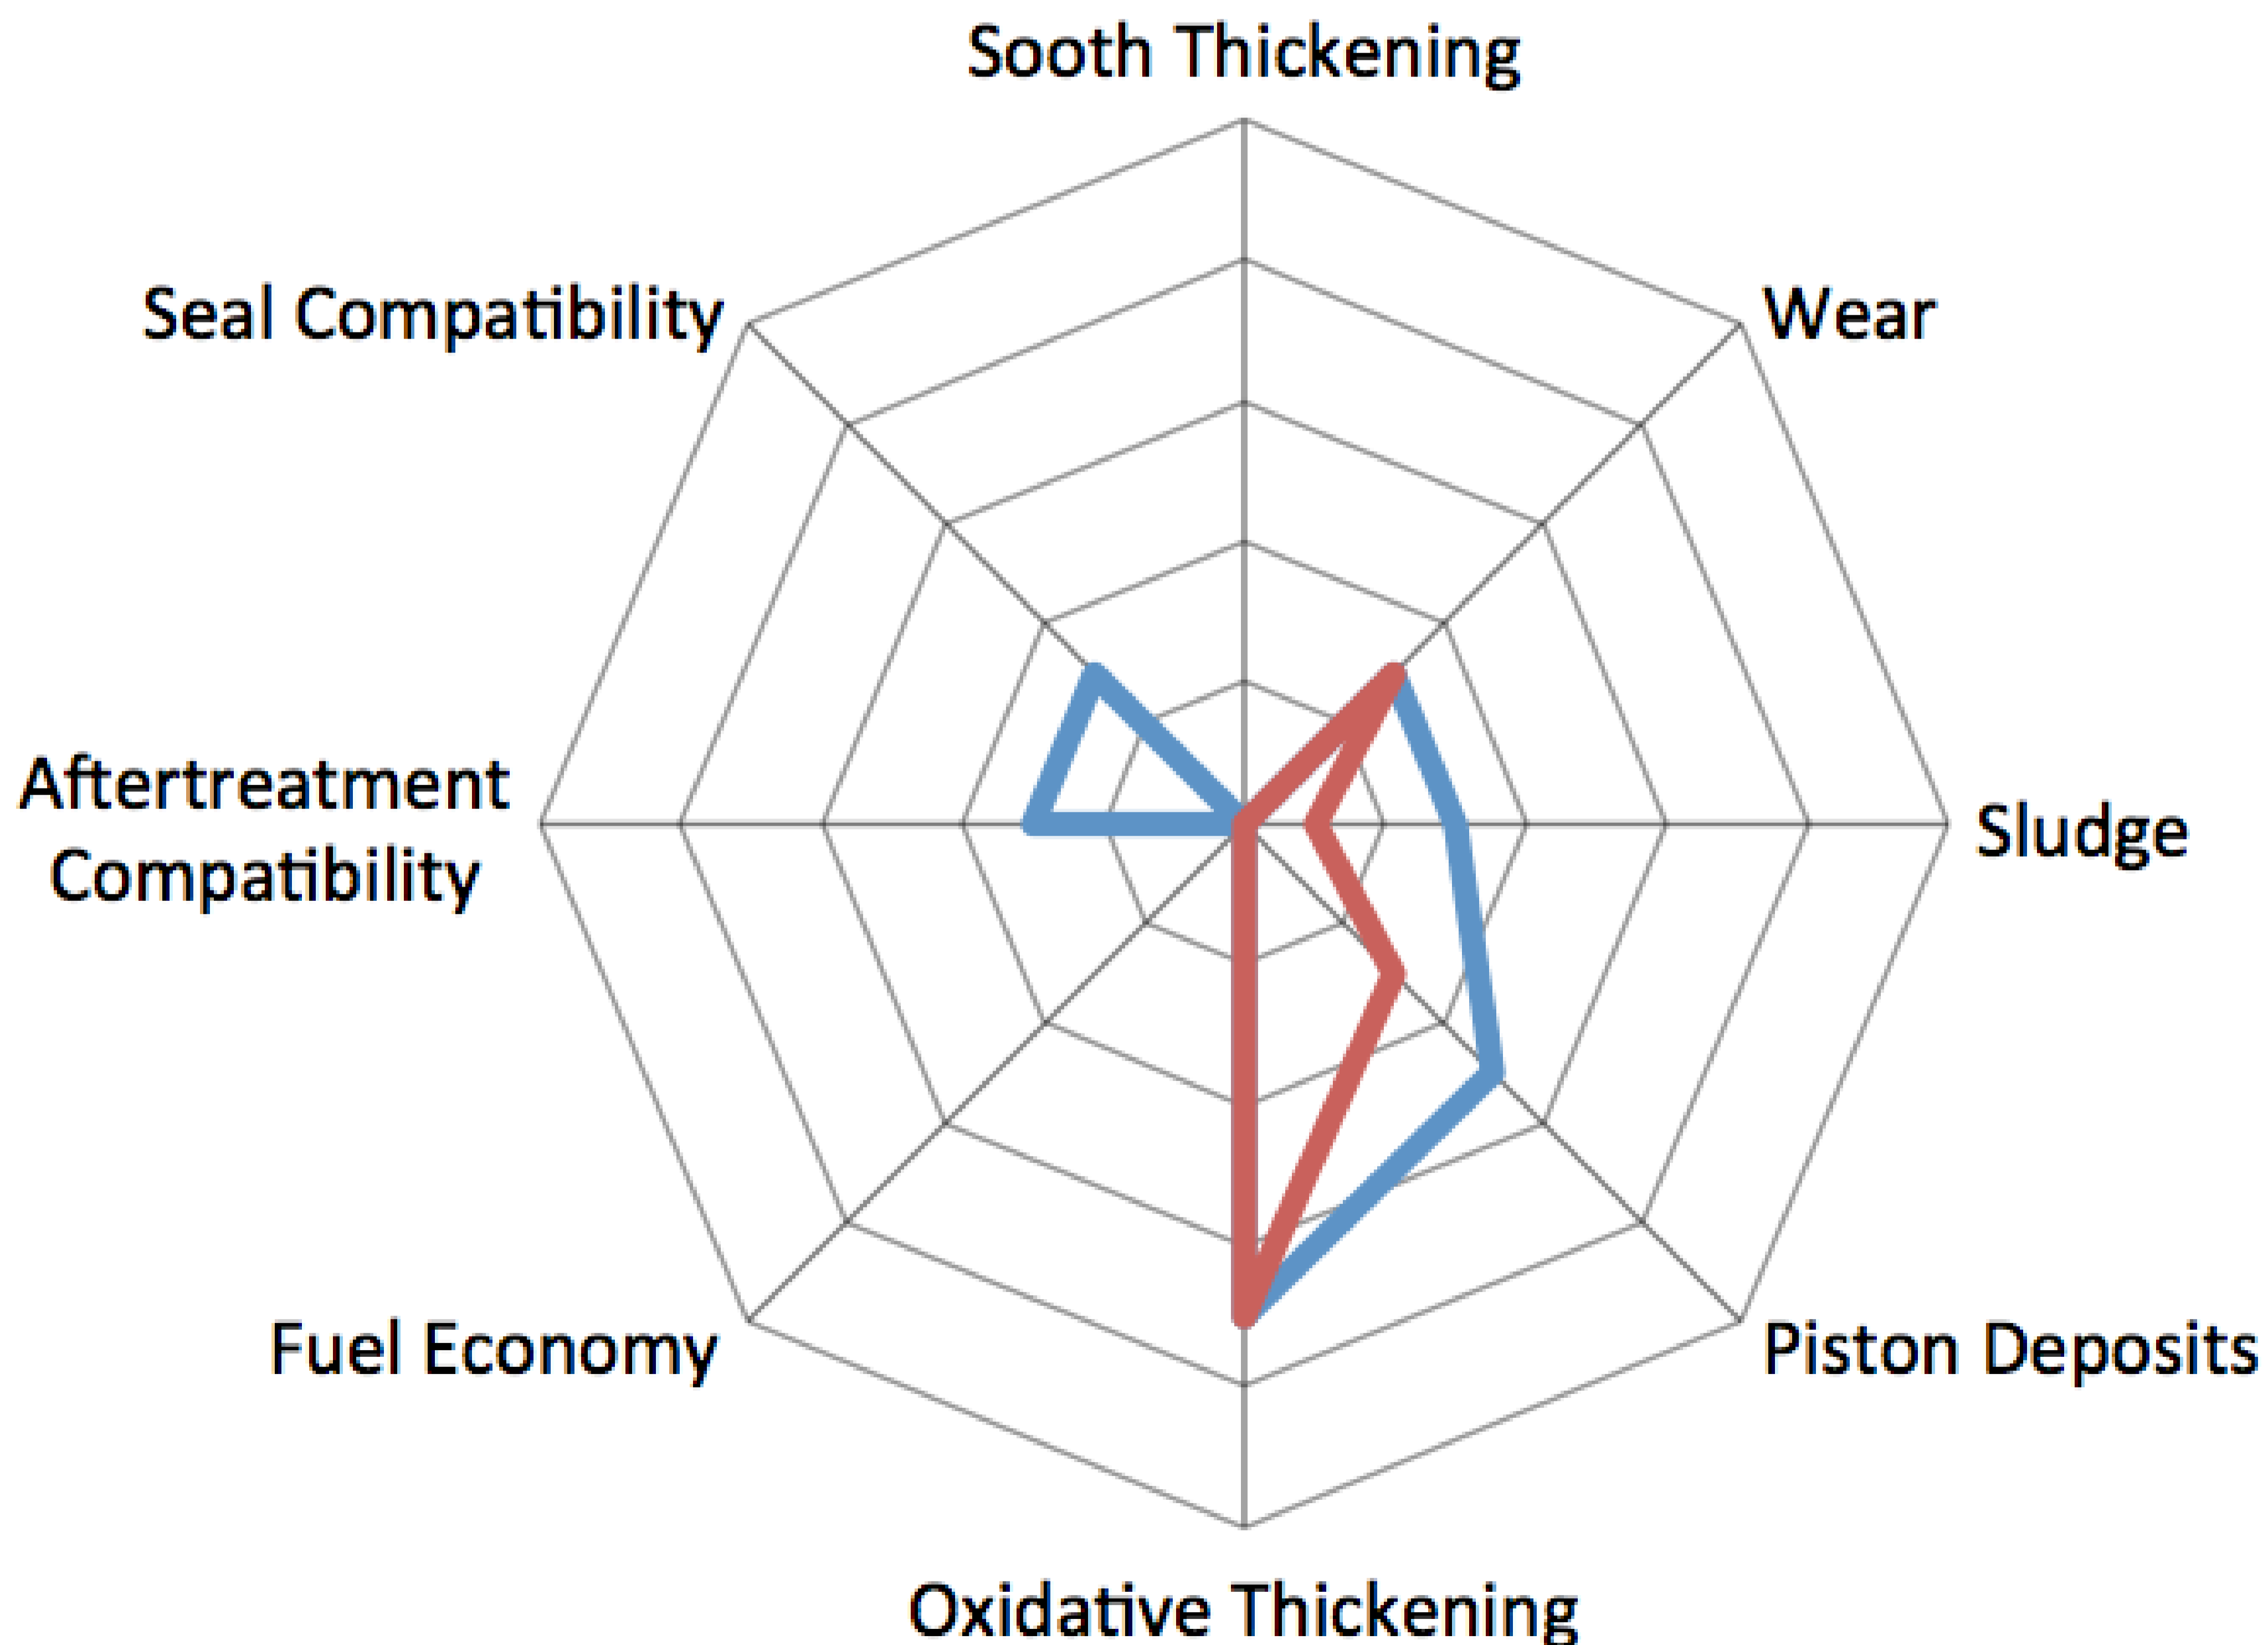 Sooth Thickening
Seal Compatibility
Wear
Aftertreatment
Compatibility
Sludge
Fuel Economy
Piston Deposits
Oxidative Thickening